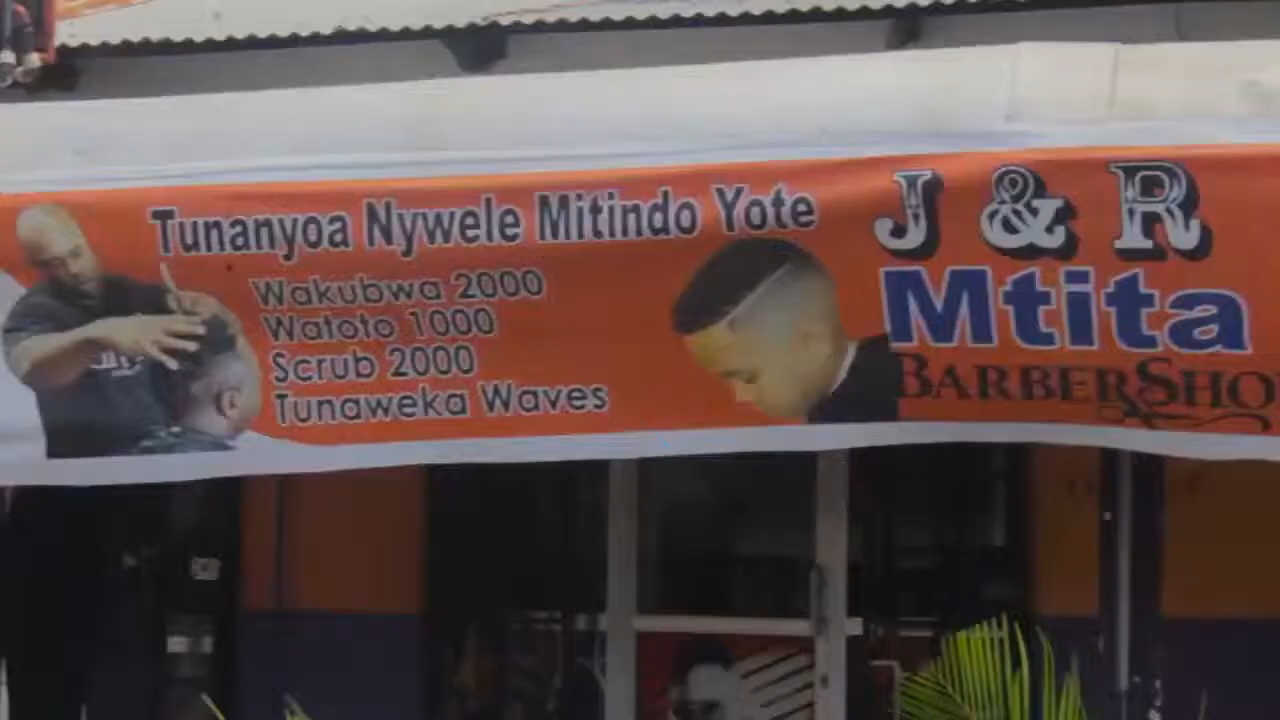 Tunanyoa Nywele Mitindo Yote
Wakubwa 2000
Watoto 1000
Scrub 2000
Tunaweka Waves
J & R
Mtita
BARBERSHO